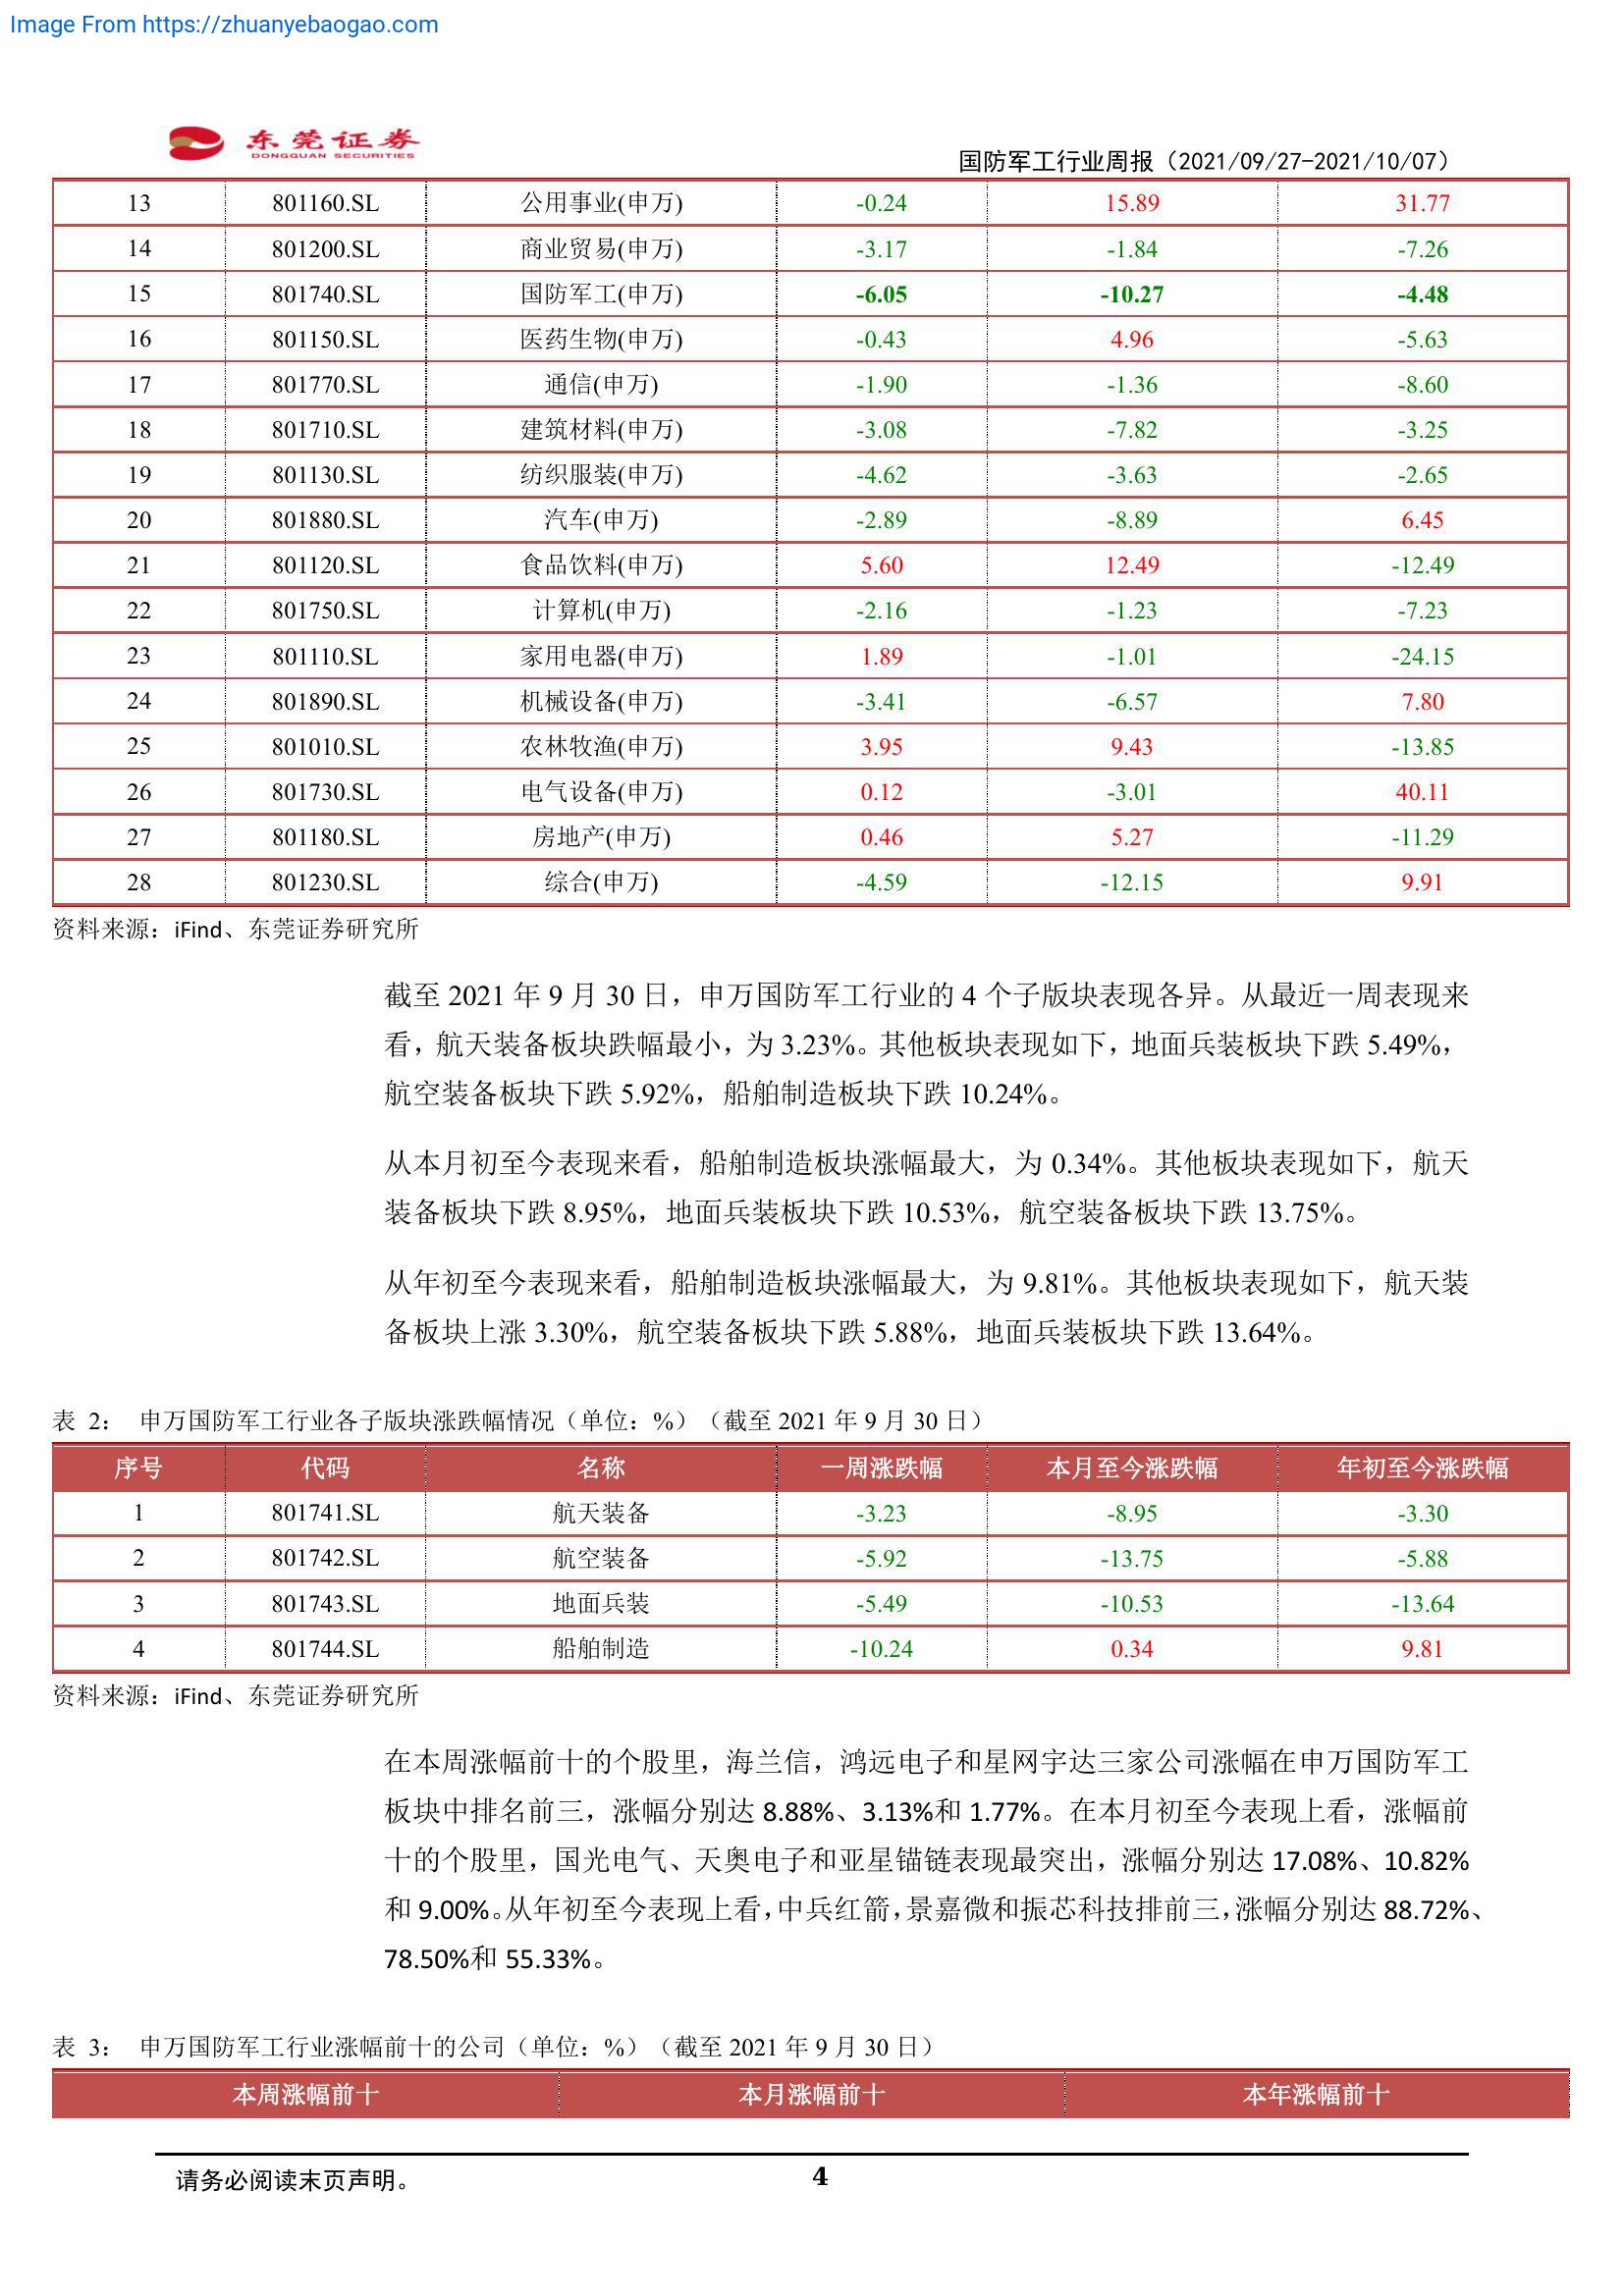 Image From https://zhuanyebaogao.com
东莞证券
DONGGUAN SECURITIES
国防军工行业周报（2021/09/27-2021/10/07）
13 801160.SL 公用事业(申万) -0.24 15.89 31.77
14 801200.SL 商业贸易(申万) -3.17 -1.84 -7.26
15 801740.SL 国防军工(申万) -6.05 -10.27 -4.48
16 801150.SL 医药生物(申万) -0.43 4.96 -5.63
17 801770.SL 通信(申万) -1.90 -1.36 -8.60
18 801710.SL 建筑材料(申万) -3.08 -7.82 -3.25
19 801130.SL 纺织服装(申万) -4.62 -3.63 -2.65
20 801880.SL 汽车(申万) -2.89 -8.89 6.45
21 801120.SL 食品饮料(申万) 5.60 12.49 -12.49
22 801750.SL 计算机(申万) -2.16 -1.23 -7.23
23 801110.SL 家用电器(申万) 1.89 -1.01 -24.15
24 801890.SL 机械设备(申万) -3.41 -6.57 7.80
25 801010.SL 农林牧渔(申万) 3.95 9.43 -13.85
26 801730.SL 电气设备(申万) 0.12 -3.01 40.11
27 801180.SL 房地产(申万) 0.46 5.27 -11.29
28 801230.SL 综合(申万) -4.59 -12.15 9.91
资料来源：iFind、东莞证券研究所
截至 2021 年 9 月 30 日，申万国防军工行业的 4 个子版块表现各异。从最近一周表现来
看，航天装备板块跌幅最小，为 3.23%。其他板块表现如下，地面兵装板块下跌 5.49%，
航空装备板块下跌 5.92%，船舶制造板块下跌 10.24%。
从本月初至今表现来看，船舶制造板块涨幅最大，为 0.34%。其他板块表现如下，航天
装备板块下跌 8.95%，地面兵装板块下跌 10.53%，航空装备板块下跌 13.75%。
从年初至今表现来看，船舶制造板块涨幅最大，为 9.81%。其他板块表现如下，航天装
备板块上涨 3.30%，航空装备板块下跌 5.88%，地面兵装板块下跌 13.64%。
表 2： 申万国防军工行业各子版块涨跌幅情况（单位：%）（截至 2021 年 9 月 30 日）
序号 代码 名称 一周涨跌幅 本月至今涨跌幅 年初至今涨跌幅
1 801741.SL 航天装备 -3.23 -8.95 -3.30
2 801742.SL 航空装备 -5.92 -13.75 -5.88
3 801743.SL 地面兵装 -5.49 -10.53 -13.64
4 801744.SL 船舶制造 -10.24 0.34 9.81
资料来源：iFind、东莞证券研究所
在本周涨幅前十的个股里，海兰信，鸿远电子和星网宇达三家公司涨幅在申万国防军工
板块中排名前三，涨幅分别达 8.88%、3.13%和 1.77%。在本月初至今表现上看，涨幅前
十的个股里，国光电气、天奥电子和亚星锚链表现最突出，涨幅分别达 17.08%、10.82%
和 9.00%。从年初至今表现上看，中兵红箭，景嘉微和振芯科技排前三，涨幅分别达 88.72%、
78.50%和 55.33%。
表 3： 申万国防军工行业涨幅前十的公司（单位：%）（截至 2021 年 9 月 30 日）
本周涨幅前十 本月涨幅前十 本年涨幅前十
请务必阅读末页声明。 4